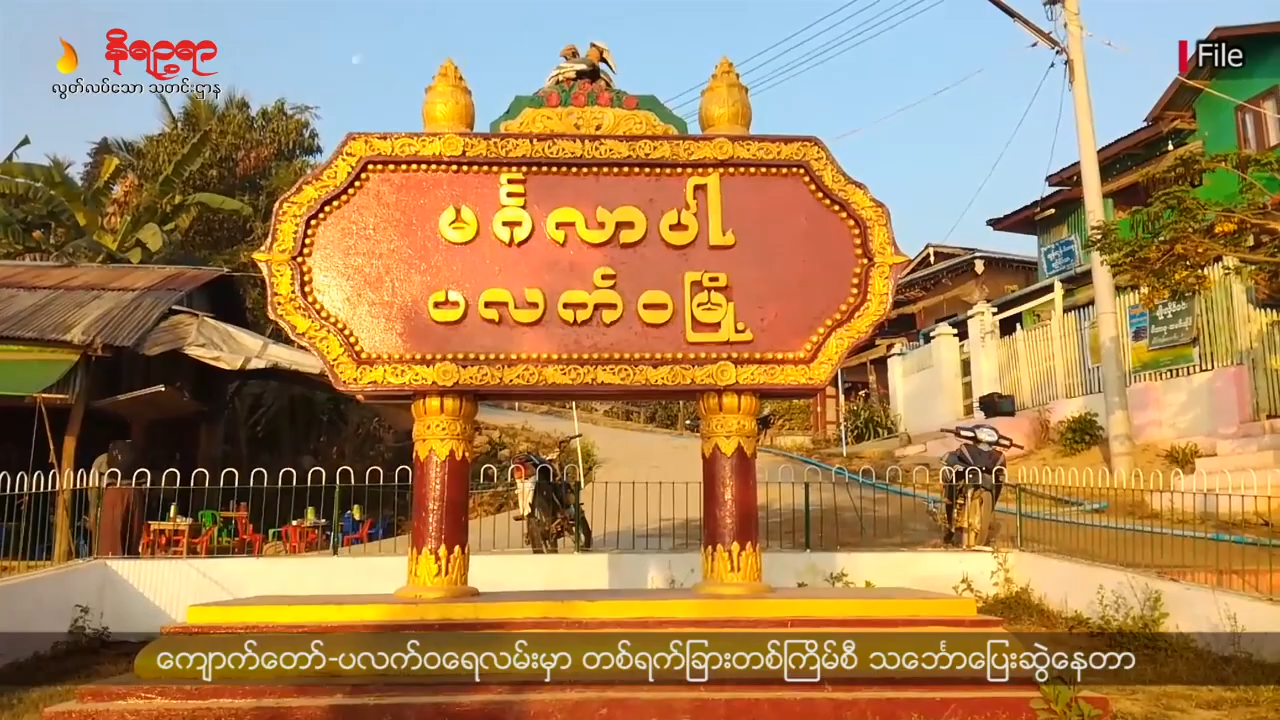 နိရဉ္စရာ
လွတ်လပ်သော သတင်းဌာန
File
မင်္ဂလာပါ
ပလက်ဝမြို့
ကျောက်တော်-ပလက်ဝရေလမ်းမှာ တစ်ရက်ခြားတစ်ကြိမ်စီ သင်္ဘောပြေးဆွဲနေတာ